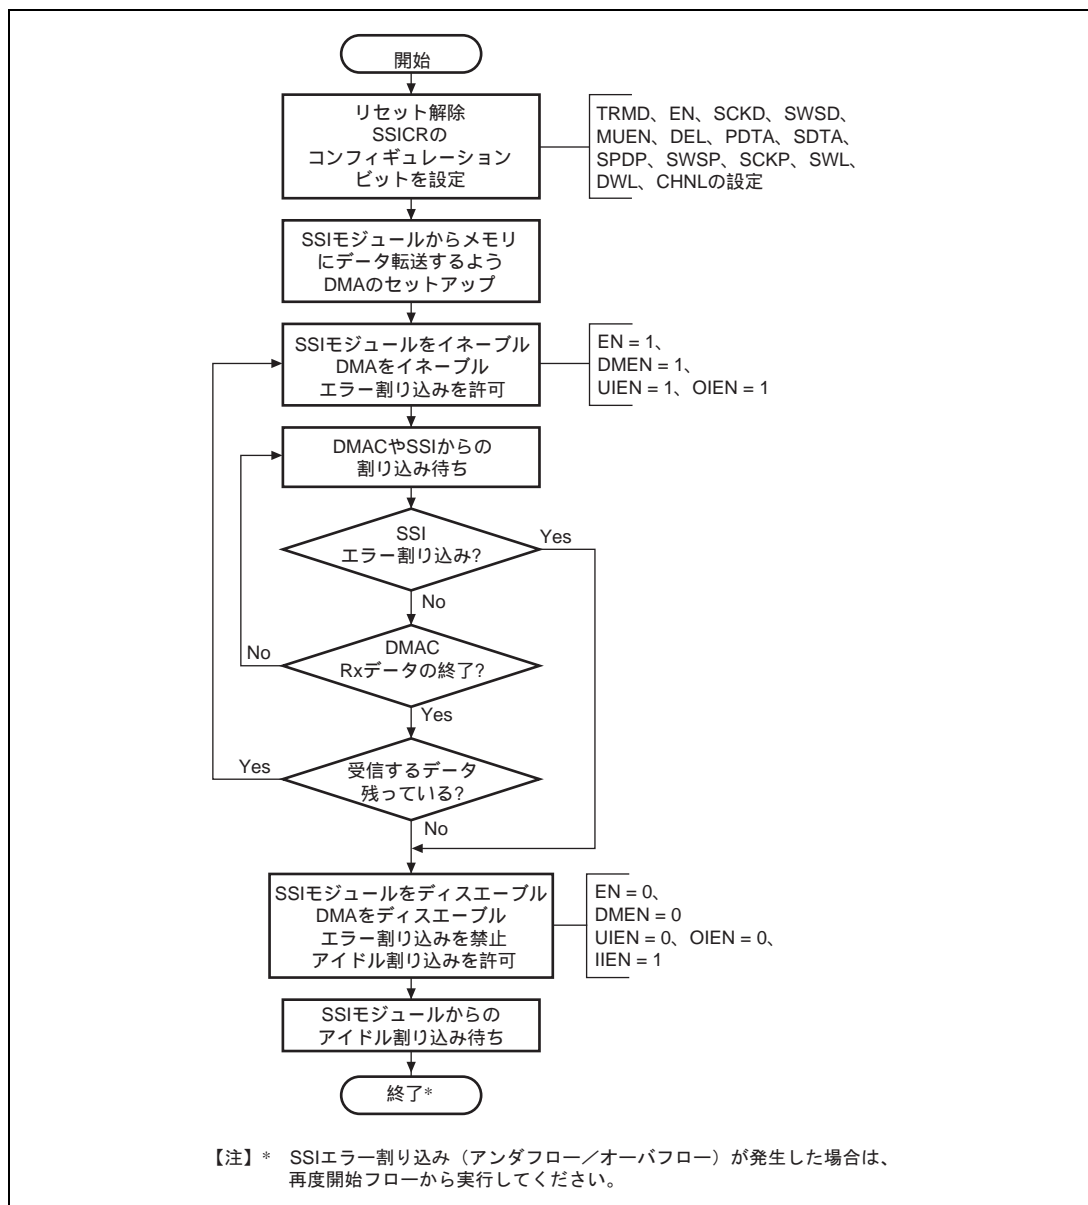 開始
リセット解除
SSICRの
コンフィギュレーション
ビットを設定
TRMD、EN、SCKD、SWSD、
MUEN、DEL、PDTA、SDTA、
SPDP、SWSP、SCKP、SWL、
DWL、CHNLの設定
SSIモジュールからメモリ
にデータ転送するよう
DMAのセットアップ
SSIモジュールをイネーブル
DMAをイネーブル
エラー割り込みを許可
EN = 1、
DMEN = 1、
UIEN = 1、OIEN = 1
DMACやSSIからの
割り込み待ち
SSI
エラー割り込み?
Yes
No
DMAC
Rxデータの終了?
No
Yes
受信するデータ
残っている?
Yes
No
SSIモジュールをディスエーブル
DMAをディスエーブル
エラー割り込みを禁止
アイドル割り込みを許可
EN = 0、
DMEN = 0
UIEN = 0、OIEN = 0、
IIEN = 1
SSIモジュールからの
アイドル割り込み待ち
終了*
【注】* SSIエラー割り込み（アンダフロー／オーバフロー）が発生した場合は、
再度開始フローから実行してください。